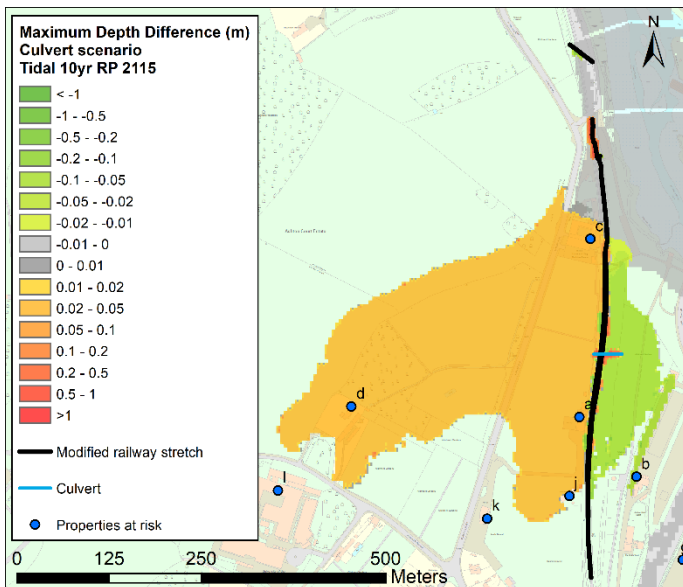 Maximum Depth Difference (m)
Culvert scenario
Tidal 10yr RP 2115
< -1
-1 - -0.5
-0.5 - -0.2
-0.2 - -0.1
-0.1 - -0.05
-0.05 - -0.02
-0.02 - -0.01
-0.01 - 0
0 - 0.01
0.01 - 0.02
0.02 - 0.05
0.05 - 0.1
0.1 - 0.2
0.2 - 0.5
0.5 - 1
>1
Modified railway stretch
Culvert
Properties at risk
N
c
d
a
b
l
j
k
0 125 250 500
Meters